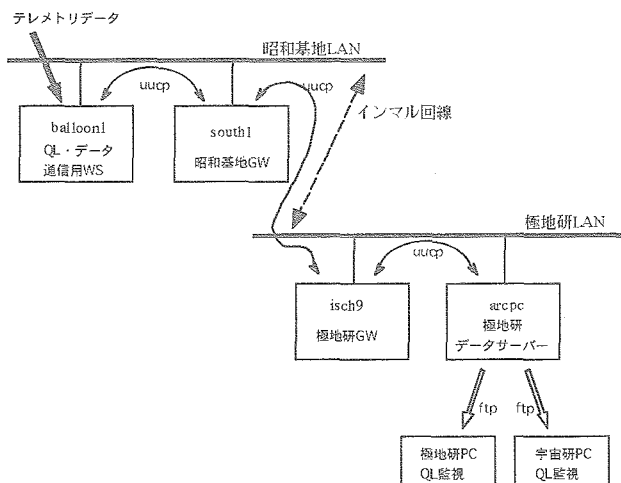 テレメトリデータ
昭和基地LAN
uucp
uucp
balloon1
QL・データ
通信用WS
south1
昭和基地GW
インマル回線
極地研LAN
uucp
isch9
極地研GW
arcpc
極地研
データサーバー
ftp
ftp
極地研PC
QL監視
宇宙研PC
QL監視